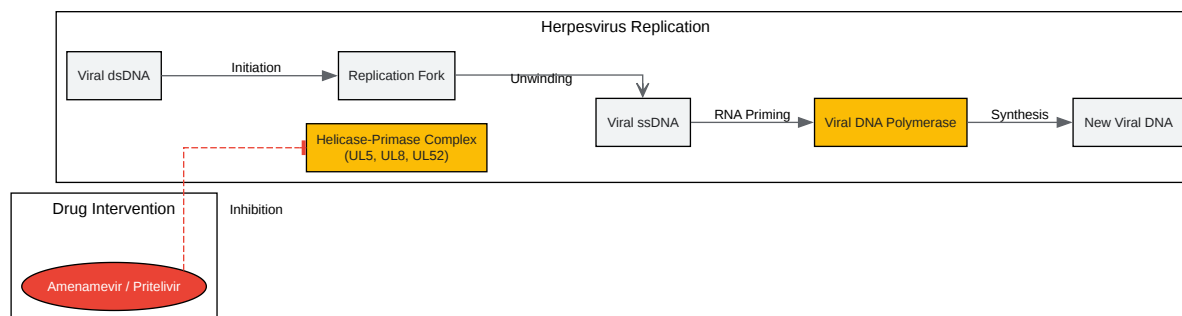 Herpesvirus Replication
Viral dsDNA
Initiation
Replication Fork
Unwinding
Viral ssDNA
RNA Priming
Viral DNA Polymerase
Synthesis
New Viral DNA
Helicase-Primase Complex
(UL5, UL8, UL52)
Drug Intervention
Inhibition
Amenamevir / Pritelivir